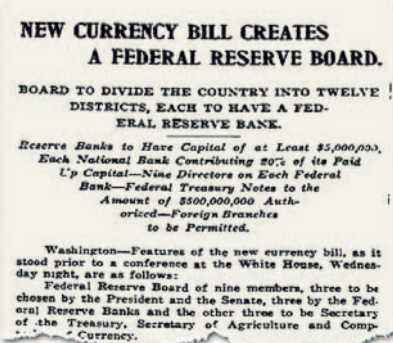 NEW CURRENCY BILL CREATES
A FEDERAL RESERVE BOARD.
BOARD TO DIVIDE THE COUNTRY INTO TWELVE
DISTRICTS, EACH TO HAVE A FED-
ERAL RESERVE BANK.
Reserve Banks to Have Capital of at Least $5,000,000,
Each National Bank Contributing 20% of its Paid
Up Capital—Nine Directors on Each Federal
Bank—Federal Treasury Notes to the
Amount of $500,000,000 Auth-
orized—Foreign Branches
to be Permitted.
Washington—Features of the new currency bill, as it
stood prior to a conference at the White House, Wednes-
day night, are as follows:
Federal Reserve Board of nine members, three to be
chosen by the President and the Senate, three by the Fed-
eral Reserve Banks and the other three to be Secretary
of the Treasury, Secretary of Agriculture and Comp-
Currency.